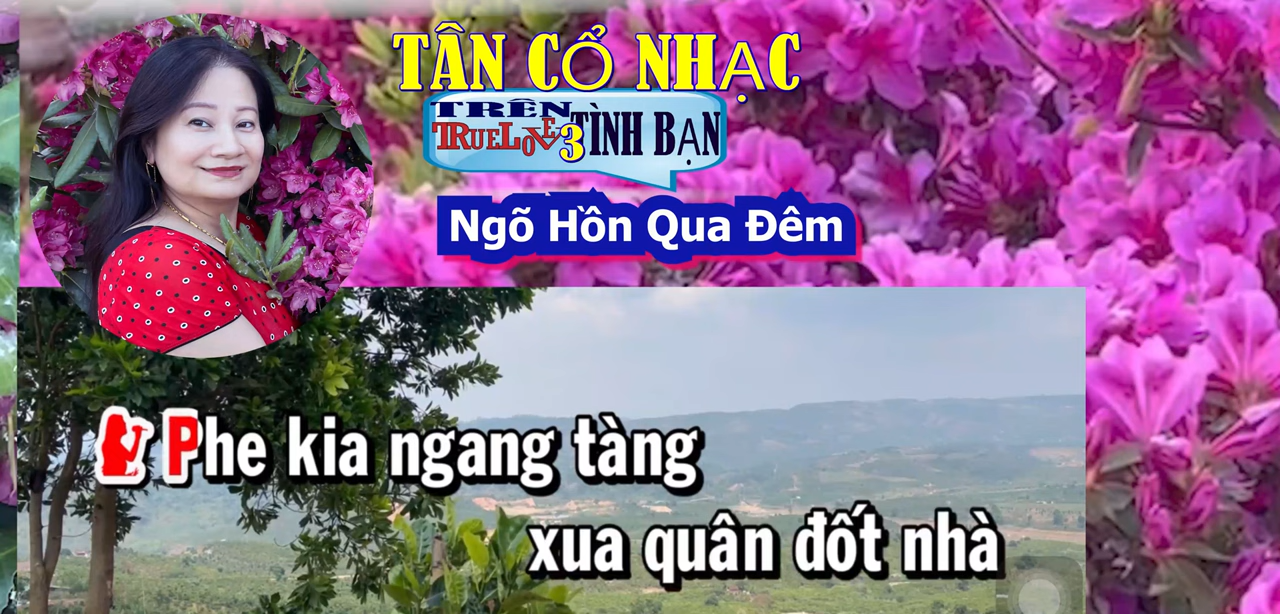 TÂN CỔ NHẠC
TRÊN
TRUELOVE3 TÌNH BẠN
Ngõ Hồn Qua Đêm
Phe kia ngang tàng
xua quân đốt nhà